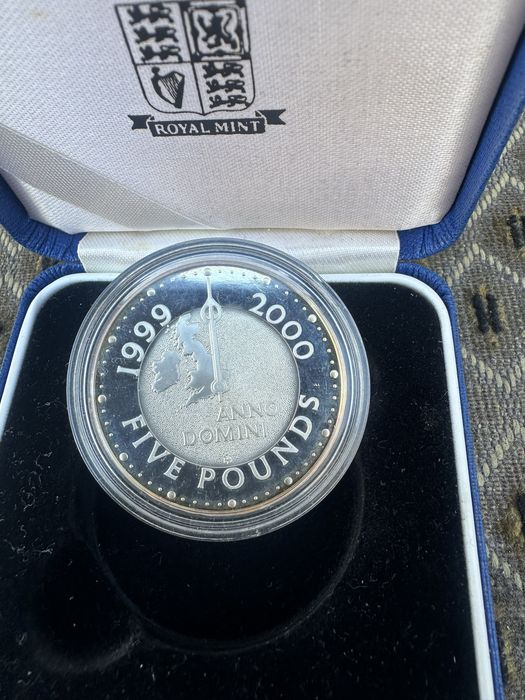 ROYAL MINT
1999 2000
ANNO
DOMINI
FIVE POUNDS